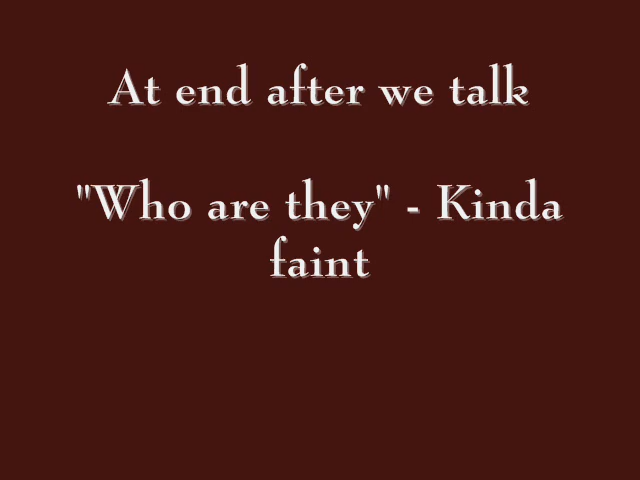 At end after we talk
"Who are they" - Kinda
faint